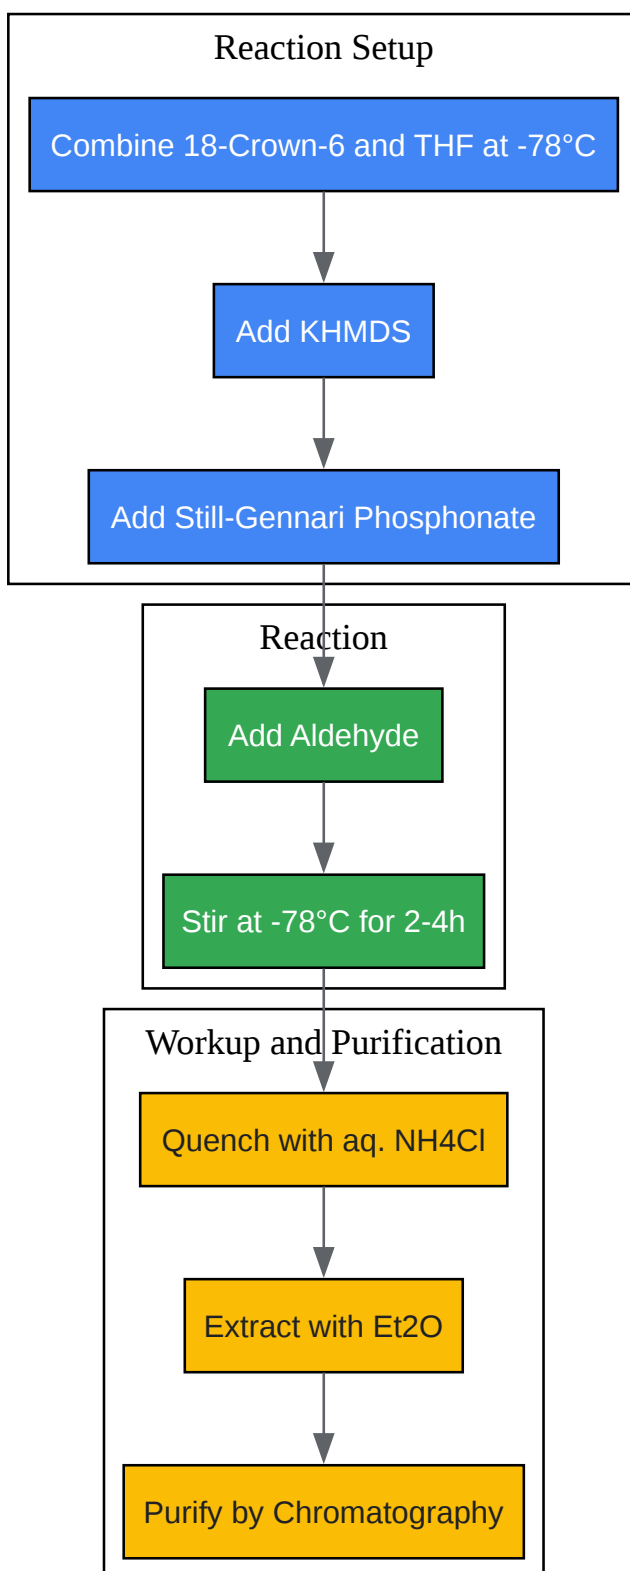 Reaction Setup
Combine 18-Crown-6 and THF at -78°C
Add KHMDS
Add Still-Gennari Phosphonate
Reaction
Add Aldehyde
Stir at -78°C for 2-4h
Workup and Purification
Quench with aq. NH4Cl
Extract with Et2O
Purify by Chromatography